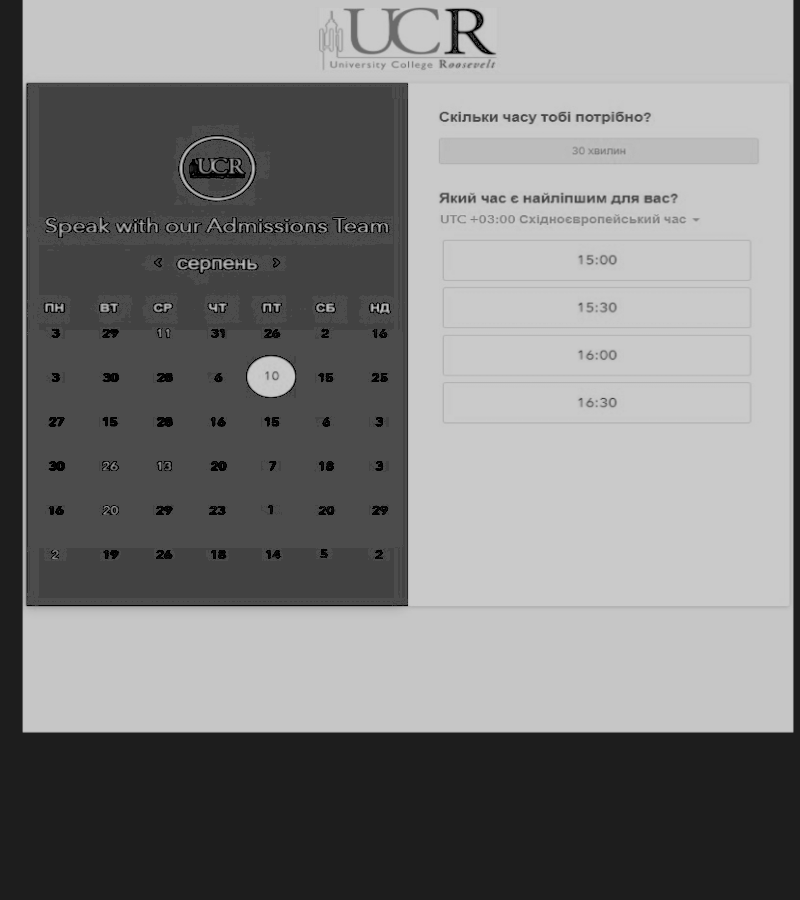 UCR
University College Roosevelt
UCR
Speak with our Admissions Team
‹ серпень ›
ПН ВТ СР ЧТ ПТ СБ НД
3 29 11 31 26 2 16
3 30 28 6 10 15 25
27 15 28 16 15 6 3
30 26 13 20 7 18 3
16 20 29 23 1 20 29
2 19 26 18 14 5 2
Скільки часу тобі потрібно?
30 хвилин
Який час є найліпшим для вас?
UTC +03:00 Східноєвропейський час
15:00
15:30
16:00
16:30